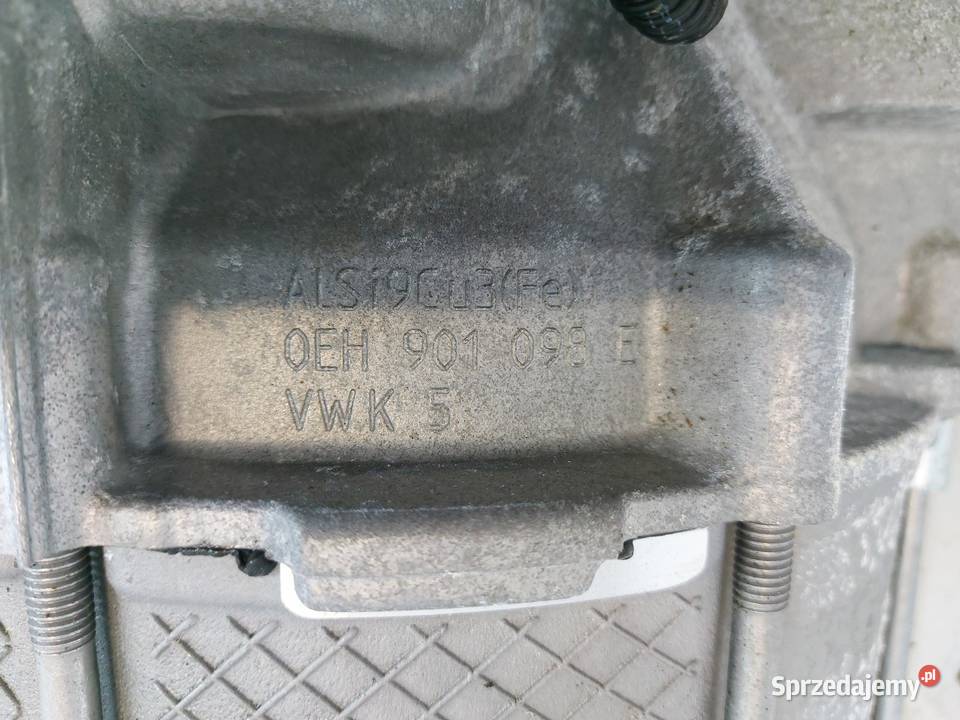 ALSi9Cu3(Fe)
0EH 901 098 E
VWK 5
Sprzedajemy.pl